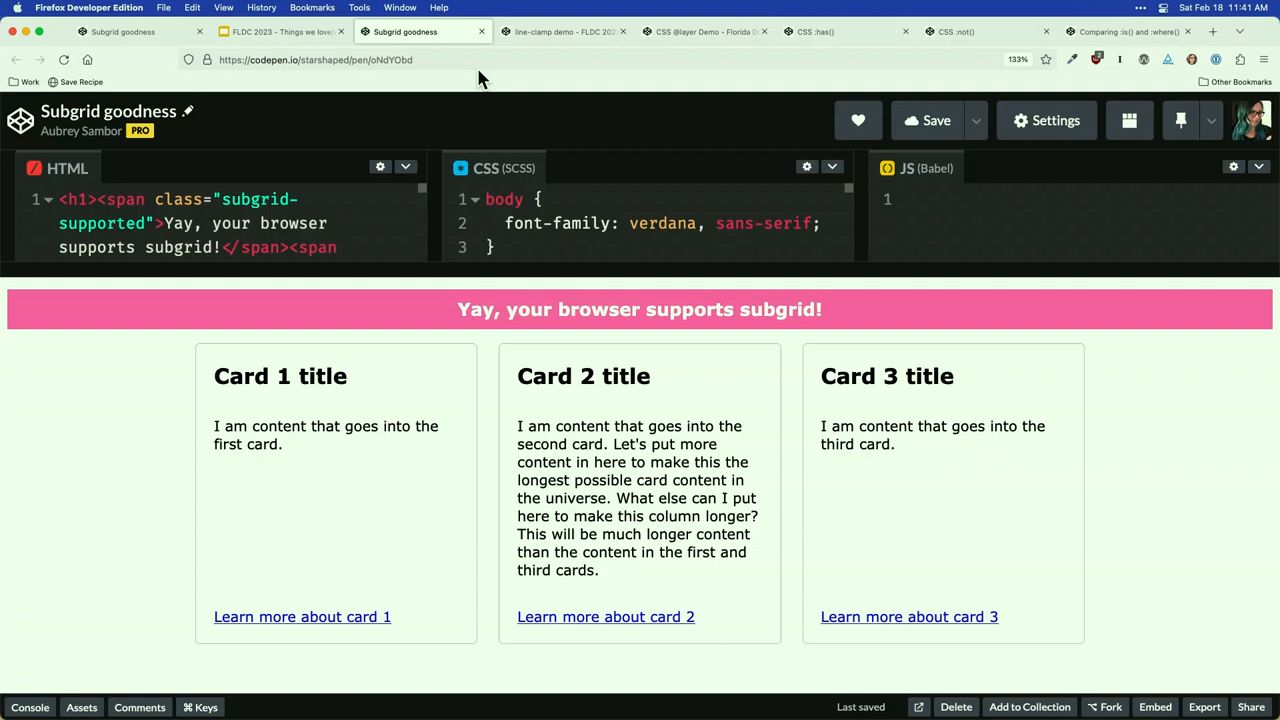 Firefox Developer Edition File Edit View History Bookmarks Tools Window Help Sat Feb 18 11:41 AM
Subgrid goodness FLDC 2023 - Things we love Subgrid goodness line-clamp demo - FLDC 202 CSS @layer Demo - Florida D CSS :has() CSS :not() Comparing :is() and :where()
https://codepen.io/starshaped/pen/oNdYObd 133%
Work Save Recipe Other Bookmarks
Subgrid goodness
Aubrey Sambor PRO
Save Settings
HTML CSS (SCSS) JS (Babel)
1 <h1><span class="subgrid-
supported">Yay, your browser
supports subgrid!</span><span
1 body {
2 font-family: verdana, sans-serif;
3 }
1
Yay, your browser supports subgrid!
Card 1 title
I am content that goes into the
first card.
Learn more about card 1
Card 2 title
I am content that goes into the
second card. Let's put more
content in here to make this the
longest possible card content in
the universe. What else can I put
here to make this column longer?
This will be much longer content
than the content in the first and
third cards.
Learn more about card 2
Card 3 title
I am content that goes into the
third card.
Learn more about card 3
Console Assets Comments ⌘ Keys Last saved Delete Add to Collection Fork Embed Export Share